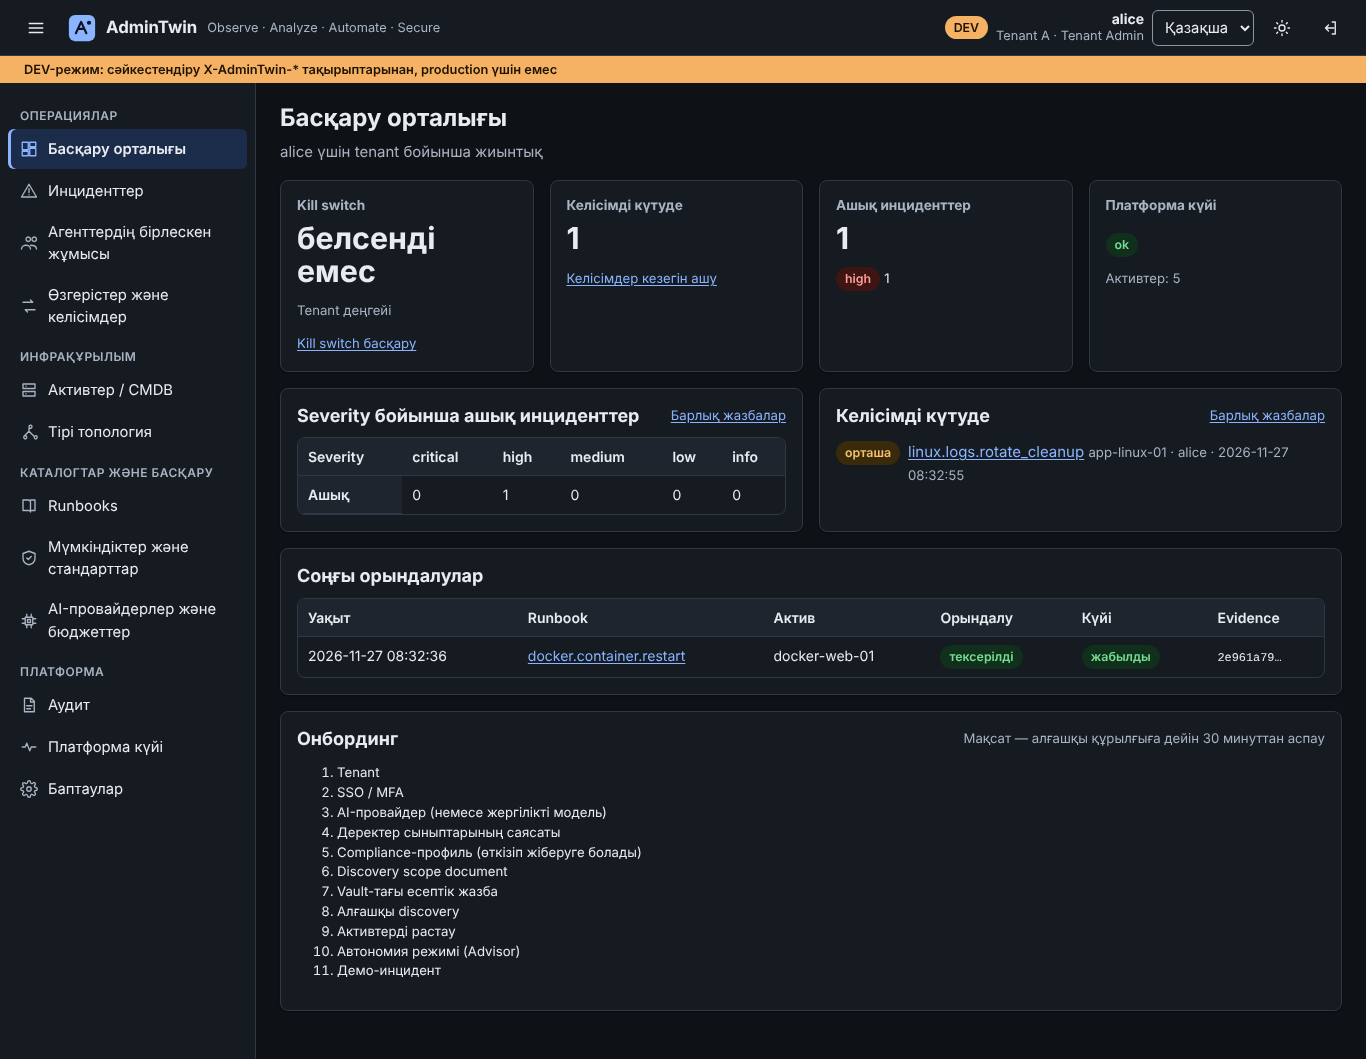 AdminTwin
Observe · Analyze · Automate · Secure
DEV
alice
Tenant A · Tenant Admin
Қазақша
DEV-режим: сәйкестендіру X-AdminTwin-* тақырыптарынан, production үшін емес
ОПЕРАЦИЯЛАР
Басқару орталығы
Инциденттер
Агенттердің бірлескен
жұмысы
Өзгерістер және
келісімдер
ИНФРАҚҰРЫЛЫМ
Активтер / CMDB
Тірі топология
КАТАЛОГТАР ЖӘНЕ БАСҚАРУ
Runbooks
Мүмкіндіктер және
стандарттар
AI-провайдерлер және
бюджеттер
ПЛАТФОРМА
Аудит
Платформа күйі
Баптаулар
Басқару орталығы
alice үшін tenant бойынша жиынтық
Kill switch
белсенді
емес
Tenant деңгейі
Kill switch басқару
Келісімді күтуде
1
Келісімдер кезегін ашу
Ашық инциденттер
1
high 1
Платформа күйі
ok
Активтер: 5
Severity бойынша ашық инциденттер
Барлық жазбалар
Severity critical high medium low info
Ашық 0 1 0 0 0
Келісімді күтуде
Барлық жазбалар
орташа linux.logs.rotate_cleanup app-linux-01 · alice · 2026-11-27
08:32:55
Соңғы орындалулар
Уақыт Runbook Актив Орындалу Күйі Evidence
2026-11-27 08:32:36 docker.container.restart docker-web-01 тексерілді жабылды 2e961a79…
Онбординг
Мақсат — алғашқы құрылғыға дейін 30 минуттан аспау
1. Tenant
2. SSO / MFA
3. AI-провайдер (немесе жергілікті модель)
4. Деректер сыныптарының саясаты
5. Compliance-профиль (өткізіп жіберуге болады)
6. Discovery scope document
7. Vault-тағы есептік жазба
8. Алғашқы discovery
9. Активтерді растау
10. Автономия режимі (Advisor)
11. Демо-инцидент